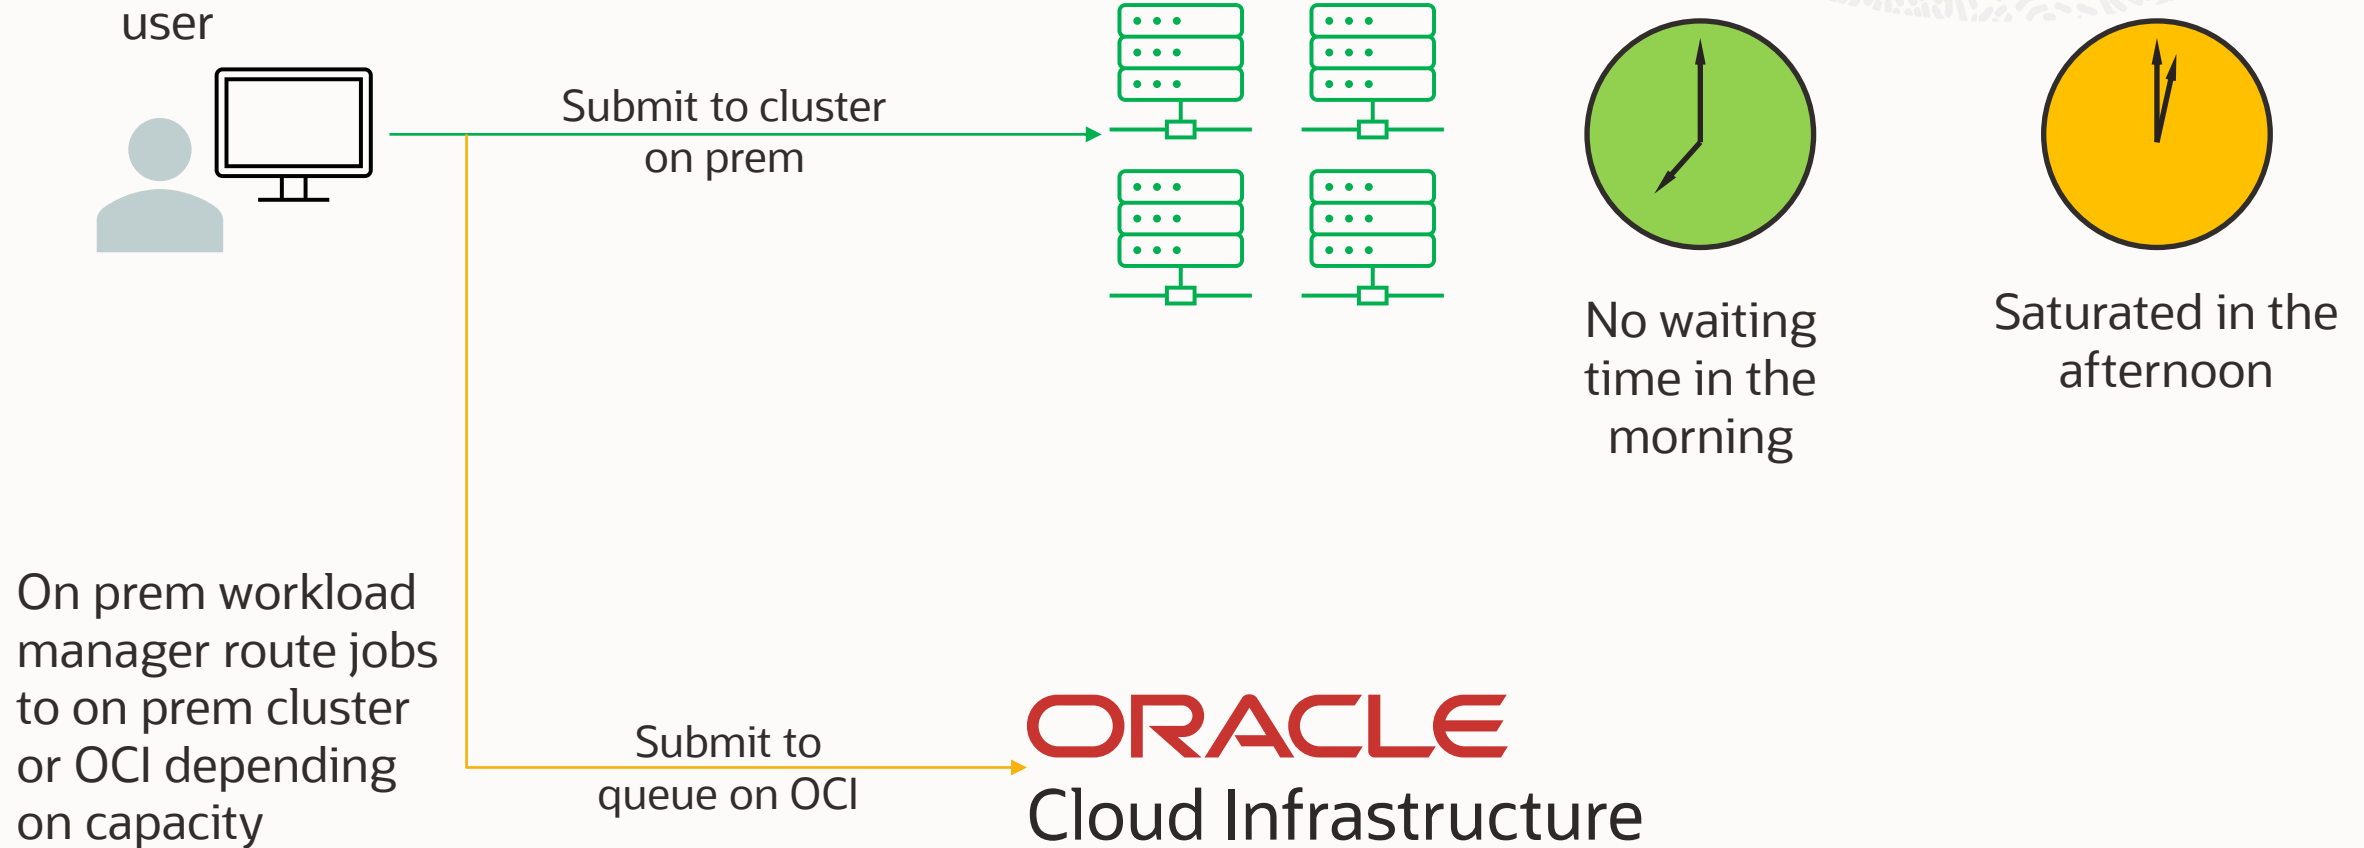 user
Submit to cluster
on prem
No waiting
time in the
morning
Saturated in the
afternoon
On prem workload
manager route jobs
to on prem cluster
or OCI depending
on capacity
Submit to
queue on OCI
ORACLE
Cloud Infrastructure